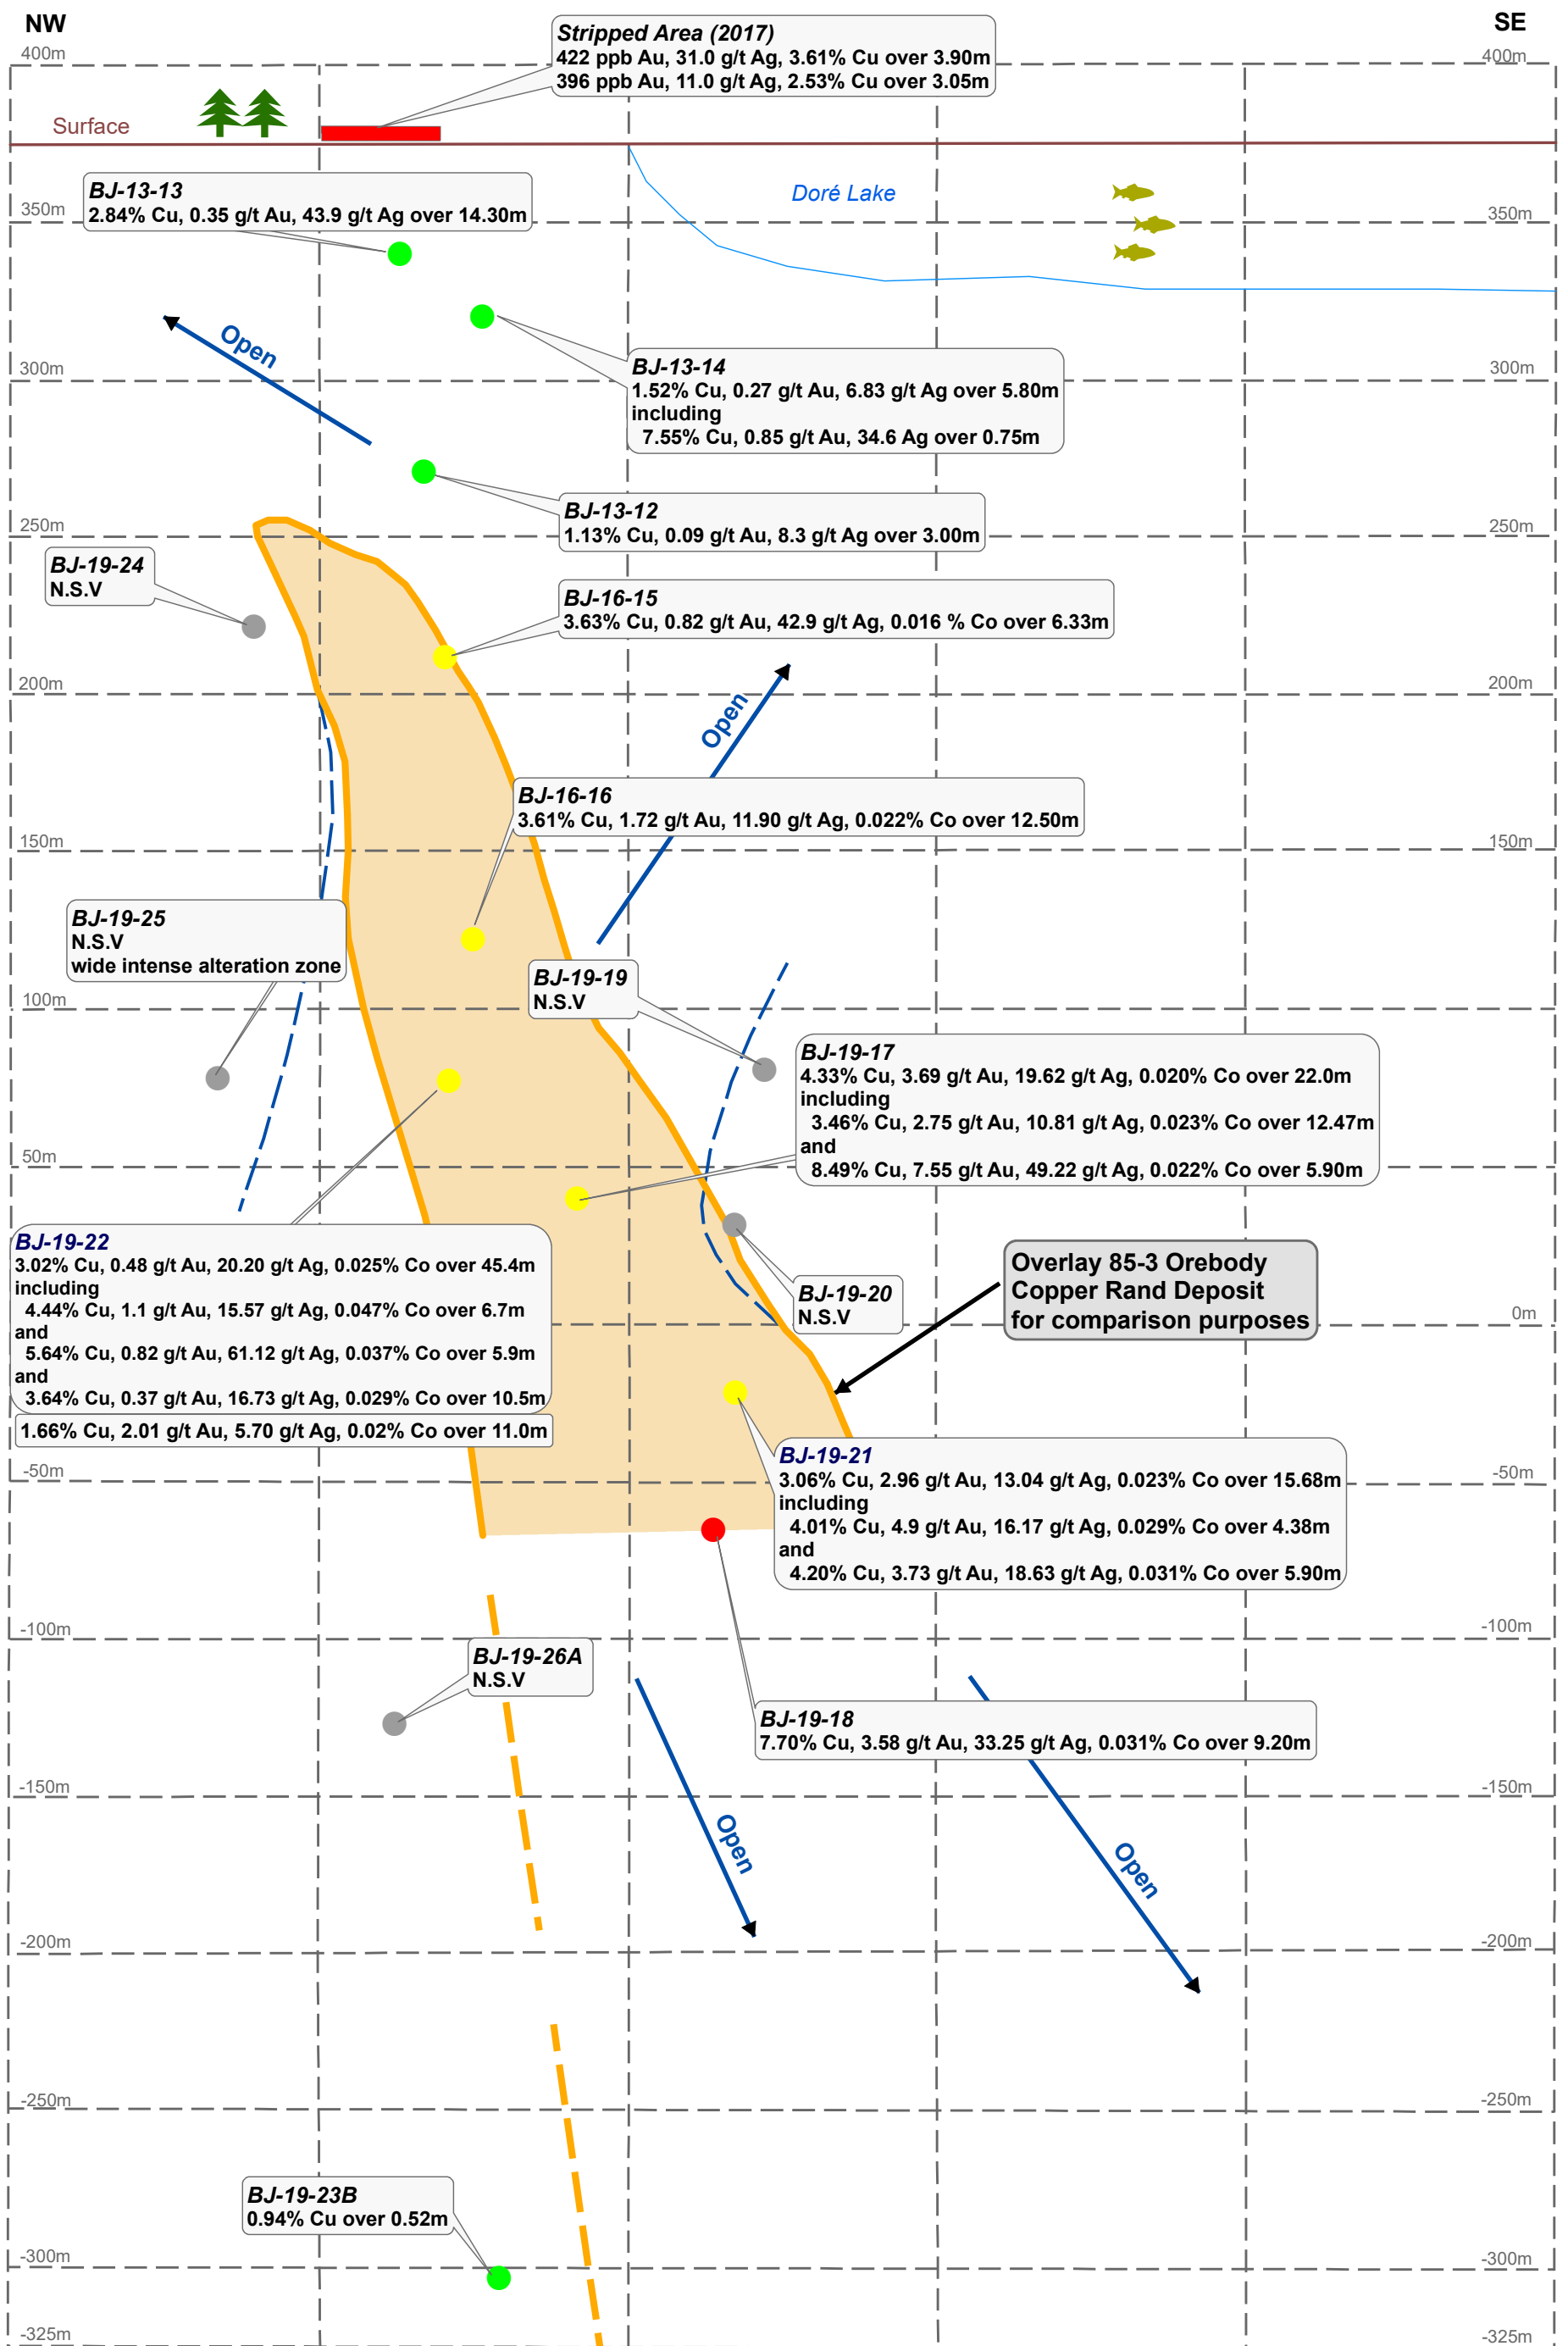 NW
SE
400m
400m
Stripped Area (2017)
422 ppb Au, 31.0 g/t Ag, 3.61% Cu over 3.90m
396 ppb Au, 11.0 g/t Ag, 2.53% Cu over 3.05m
Surface
BJ-13-13
2.84% Cu, 0.35 g/t Au, 43.9 g/t Ag over 14.30m
Doré Lake
350m
350m
Open
BJ-13-14
1.52% Cu, 0.27 g/t Au, 6.83 g/t Ag over 5.80m
including
7.55% Cu, 0.85 g/t Au, 34.6 Ag over 0.75m
300m
300m
BJ-13-12
1.13% Cu, 0.09 g/t Au, 8.3 g/t Ag over 3.00m
250m
250m
BJ-19-24
N.S.V
BJ-16-15
3.63% Cu, 0.82 g/t Au, 42.9 g/t Ag, 0.016 % Co over 6.33m
200m
200m
Open
BJ-16-16
3.61% Cu, 1.72 g/t Au, 11.90 g/t Ag, 0.022% Co over 12.50m
150m
150m
BJ-19-25
N.S.V
wide intense alteration zone
BJ-19-19
N.S.V
100m
100m
BJ-19-17
4.33% Cu, 3.69 g/t Au, 19.62 g/t Ag, 0.020% Co over 22.0m
including
3.46% Cu, 2.75 g/t Au, 10.81 g/t Ag, 0.023% Co over 12.47m
and
8.49% Cu, 7.55 g/t Au, 49.22 g/t Ag, 0.022% Co over 5.90m
50m
BJ-19-22
3.02% Cu, 0.48 g/t Au, 20.20 g/t Ag, 0.025% Co over 45.4m
including
4.44% Cu, 1.1 g/t Au, 15.57 g/t Ag, 0.047% Co over 6.7m
and
5.64% Cu, 0.82 g/t Au, 61.12 g/t Ag, 0.037% Co over 5.9m
and
3.64% Cu, 0.37 g/t Au, 16.73 g/t Ag, 0.029% Co over 10.5m
1.66% Cu, 2.01 g/t Au, 5.70 g/t Ag, 0.02% Co over 11.0m
50m
BJ-19-20
N.S.V
Overlay 85-3 Orebody
Copper Rand Deposit
for comparison purposes
0m
BJ-19-21
3.06% Cu, 2.96 g/t Au, 13.04 g/t Ag, 0.023% Co over 15.68m
including
4.01% Cu, 4.9 g/t Au, 16.17 g/t Ag, 0.029% Co over 4.38m
and
4.20% Cu, 3.73 g/t Au, 18.63 g/t Ag, 0.031% Co over 5.90m
-50m
-50m
-100m
-100m
BJ-19-26A
N.S.V
BJ-19-18
7.70% Cu, 3.58 g/t Au, 33.25 g/t Ag, 0.031% Co over 9.20m
-150m
-150m
Open
Open
-200m
-200m
-250m
-250m
BJ-19-23B
0.94% Cu over 0.52m
-300m
-300m
-325m
-325m